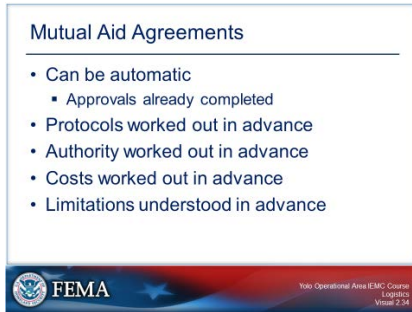 Mutual Aid Agreements
• Can be automatic
▪ Approvals already completed
• Protocols worked out in advance
• Authority worked out in advance
• Costs worked out in advance
• Limitations understood in advance
FEMA
Yolo Operational Area IEMC Course
Logistics
Visual 2.34